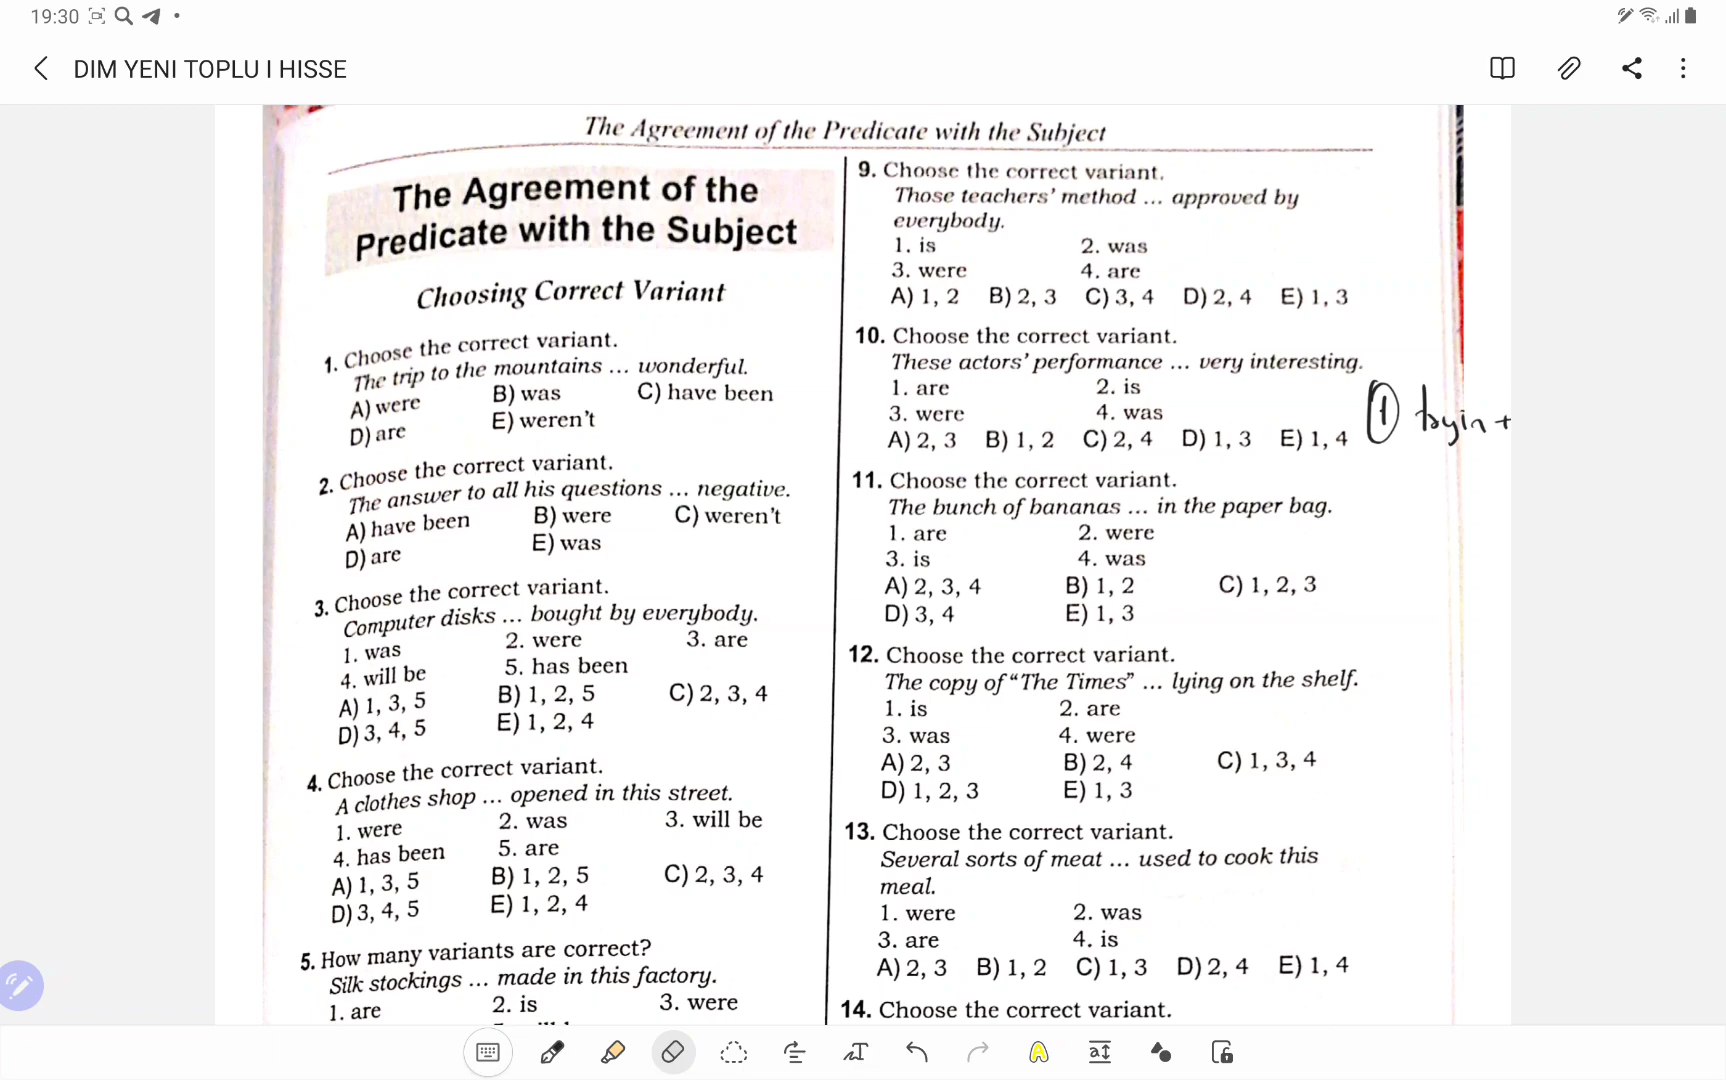 19:30
DIM YENI TOPLU I HISSE
The Agreement of the Predicate with the Subject
The Agreement of the
Predicate with the Subject
Choosing Correct Variant
1. Choose the correct variant.
The trip to the mountains ... wonderful.
A) were B) was C) have been
D) are E) weren't
2. Choose the correct variant.
The answer to all his questions ... negative.
A) have been B) were C) weren't
D) are E) was
3. Choose the correct variant.
Computer disks ... bought by everybody.
1. was 2. were 3. are
4. will be 5. has been
A) 1, 3, 5 B) 1, 2, 5 C) 2, 3, 4
D) 3, 4, 5 E) 1, 2, 4
4. Choose the correct variant.
A clothes shop ... opened in this street.
1. were 2. was 3. will be
4. has been 5. are
A) 1, 3, 5 B) 1, 2, 5 C) 2, 3, 4
D) 3, 4, 5 E) 1, 2, 4
5. How many variants are correct?
Silk stockings ... made in this factory.
1. are 2. is 3. were
9. Choose the correct variant.
Those teachers' method ... approved by
everybody.
1. is 2. was
3. were 4. are
A) 1, 2 B) 2, 3 C) 3, 4 D) 2, 4 E) 1, 3
10. Choose the correct variant.
These actors' performance ... very interesting.
1. are 2. is
3. were 4. was
A) 2, 3 B) 1, 2 C) 2, 4 D) 1, 3 E) 1, 4
1 təyin +
11. Choose the correct variant.
The bunch of bananas ... in the paper bag.
1. are 2. were
3. is 4. was
A) 2, 3, 4 B) 1, 2 C) 1, 2, 3
D) 3, 4 E) 1, 3
12. Choose the correct variant.
The copy of "The Times" ... lying on the shelf.
1. is 2. are
3. was 4. were
A) 2, 3 B) 2, 4 C) 1, 3, 4
D) 1, 2, 3 E) 1, 3
13. Choose the correct variant.
Several sorts of meat ... used to cook this
meal.
1. were 2. was
3. are 4. is
A) 2, 3 B) 1, 2 C) 1, 3 D) 2, 4 E) 1, 4
14. Choose the correct variant.